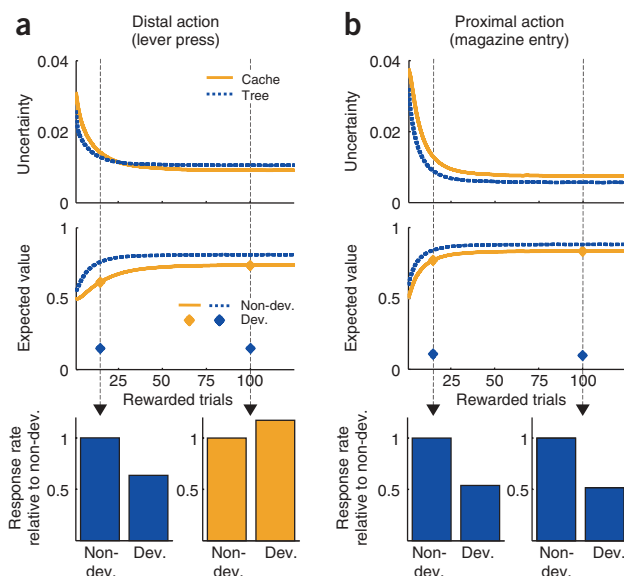 a
Distal action
(lever press)
b
Proximal action
(magazine entry)
0.04
0.02
0
Uncertainty
Cache
Tree
0.04
0.02
0
Uncertainty
1
0.5
0
Expected value
Non-dev.
Dev.
25 50 75 100
Rewarded trials
1
0.5
0
Expected value
25 50 75 100
Rewarded trials
Response rate
relative to non-dev.
1
0.5
Non-
dev.
Dev.
1
0.5
Non-
dev.
Dev.
Response rate
relative to non-dev.
1
0.5
Non-
dev.
Dev.
1
0.5
Non-
dev.
Dev.